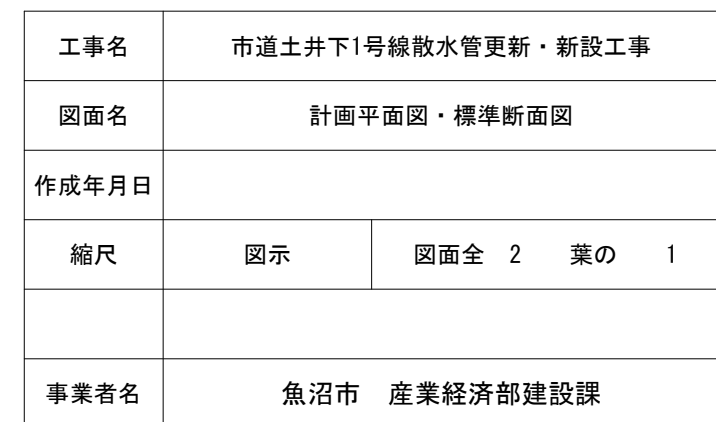 工事名 市道土井下1号線散水管更新・新設工事
図面名 計画平面図・標準断面図
作成年月日
縮尺 図示 図面全 2 葉の 1
事業者名 魚沼市 産業経済部建設課